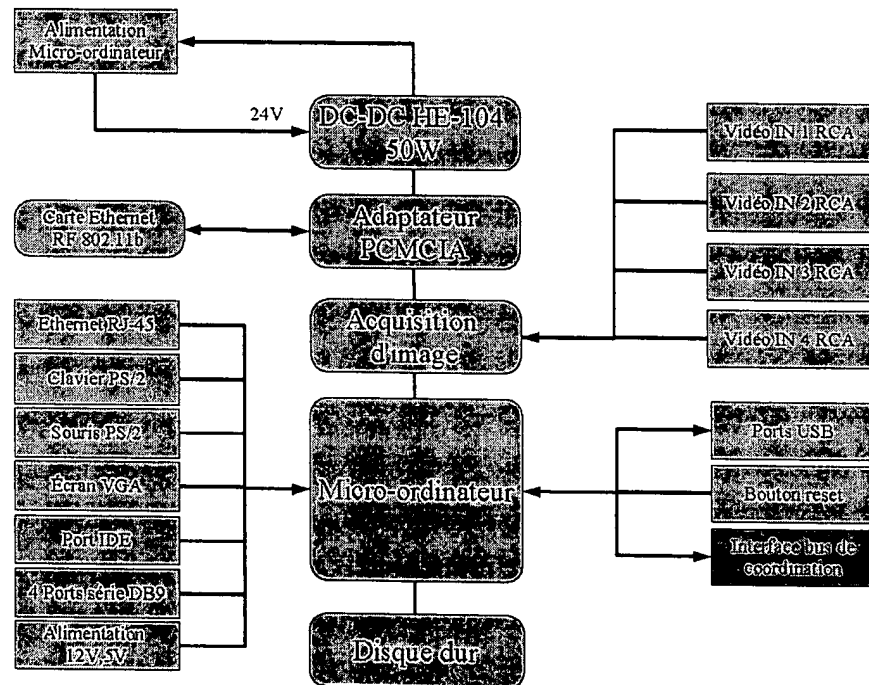 Alimentation
Micro-ordinateur
24V
DC-DC HE-104
50W
Vidéo IN 1 RCA
Vidéo IN 2 RCA
Vidéo IN 3 RCA
Vidéo IN 4 RCA
Carte Ethernet
RF 802.11b
Adaptateur
PCMCIA
Acquisition
d'image
Ethernet RJ-45
Clavier PS/2
Souris PS/2
Écran VGA
Port IDE
4 Ports série DB9
Alimentation
12V,5V
Micro-ordinateur
Ports USB
Bouton reset
Interface bus de
coordination
Disque dur